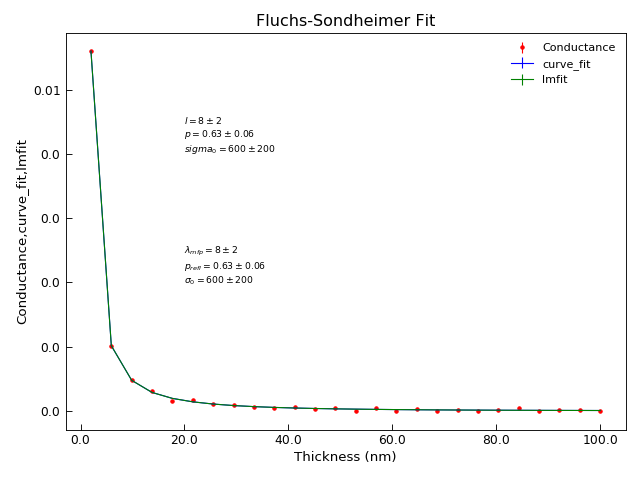 Fluchs-Sondheimer Fit
Conductance
curve_fit
lmfit
0.01
0.0
0.0
0.0
0.0
0.0
l = 8 ± 2
p = 0.63 ± 0.06
sigma₀ = 600 ± 200
λₘfₚ = 8 ± 2
pᵣₑfₗ = 0.63 ± 0.06
σ₀ = 600 ± 200
Conductance,curve_fit,lmfit
0.0 20.0 40.0 60.0 80.0 100.0
Thickness (nm)